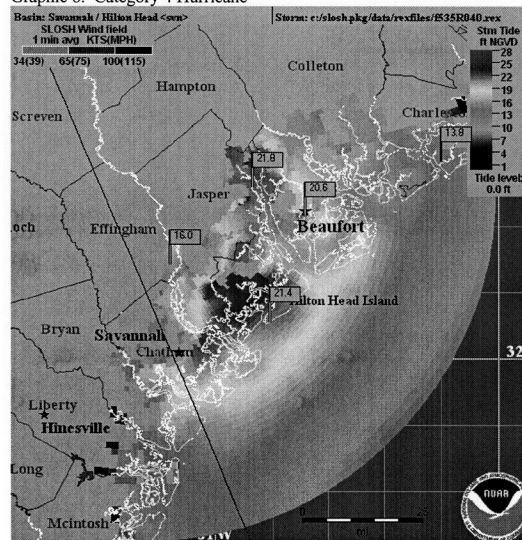 Graphic 6. Category 4 Hurricane
Basin: Savannah / Hilton Head <svn>
Storm: c:/slosh.pkg/data/rexfiles/f535R040.rex
SLOSH Wind field
1 min avg KTS(MPH)
34(39) 65(75) 100(115)
Stm Tide
ft NGVD
28
25
22
19
16
13
10
7
4
1
Tide level:
0.0 ft
Colleton
Hampton
Screven
13.8
21.8
Jasper
20.6
Beaufort
Effingham
16.0
21.4
Hilton Head Island
Bryan
Savannah
Chatham
32
Liberty
Hinesville
Long
Mcintosh
NOAA